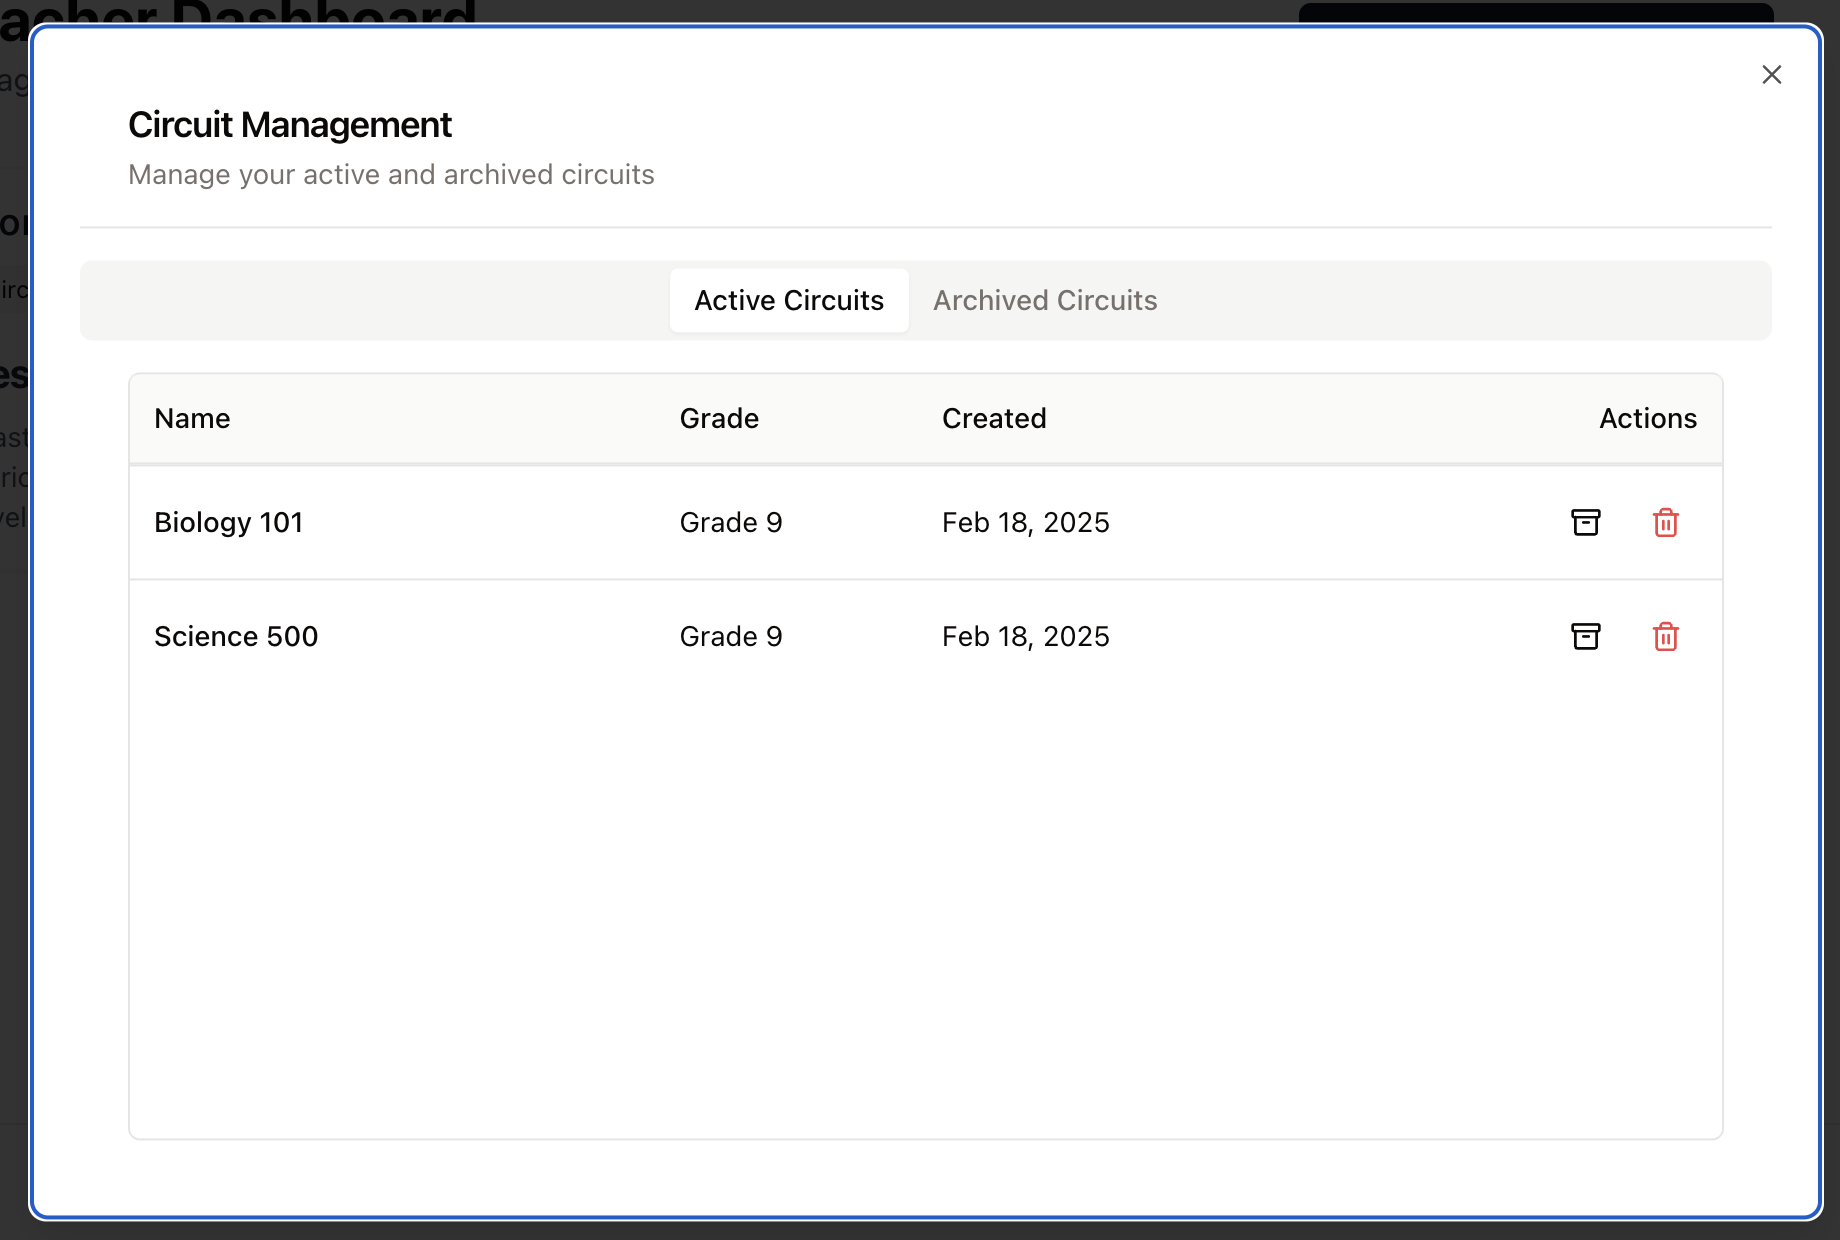 Dashboard
Circuit Management
Manage your active and archived circuits
Active Circuits Archived Circuits
Name Grade Created Actions
Biology 101 Grade 9 Feb 18, 2025
Science 500 Grade 9 Feb 18, 2025